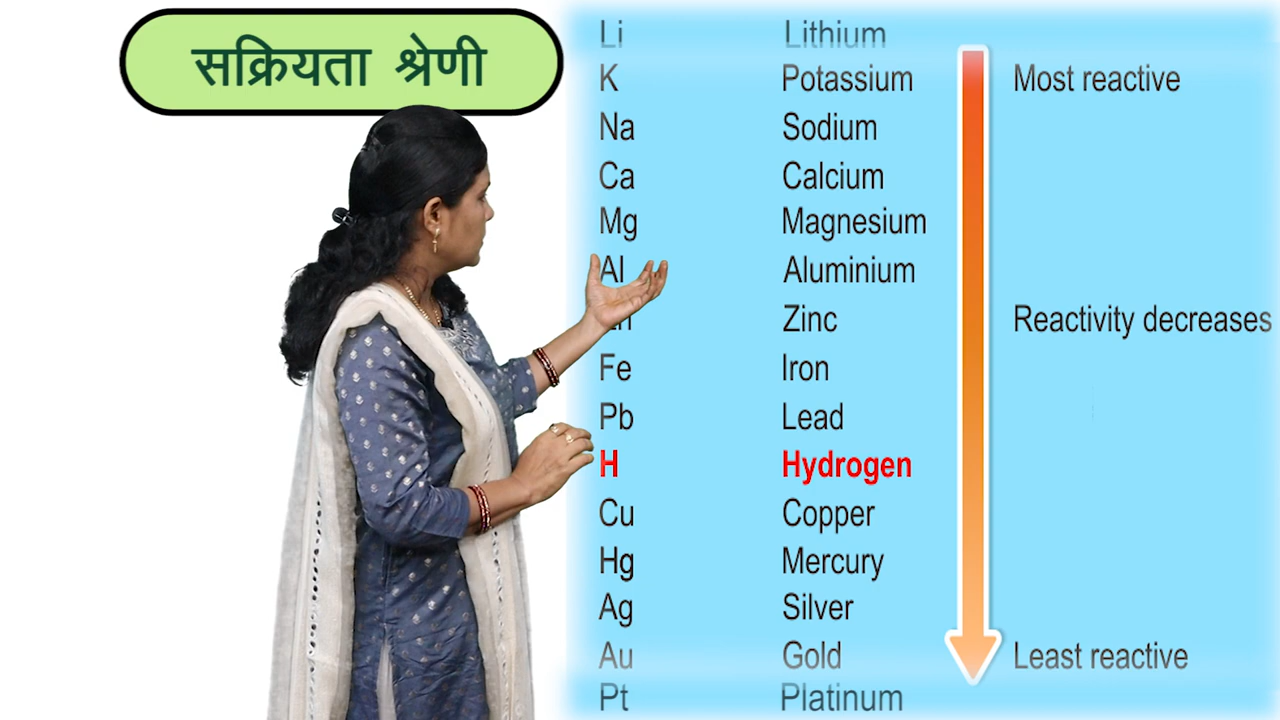 सक्रियता श्रेणी
Li Lithium
K Potassium Most reactive
Na Sodium
Ca Calcium
Mg Magnesium
Al Aluminium
Zinc Reactivity decreases
Fe Iron
Pb Lead
H Hydrogen
Cu Copper
Hg Mercury
Ag Silver
Au Gold Least reactive
Pt Platinum